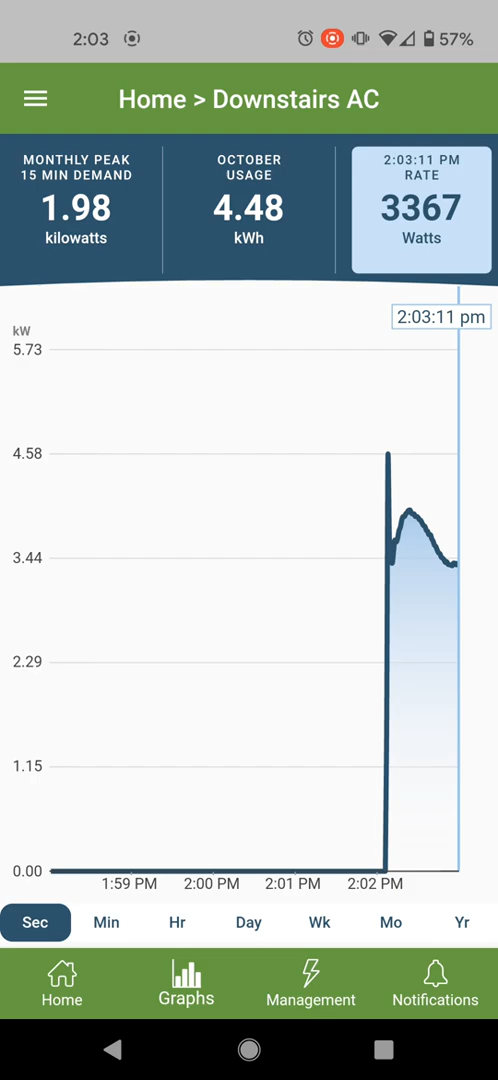 2:03
57%
Home > Downstairs AC
MONTHLY PEAK
15 MIN DEMAND
1.98
kilowatts
OCTOBER
USAGE
4.48
kWh
2:03:11 PM
RATE
3367
Watts
2:03:11 pm
kW
5.73
4.58
3.44
2.29
1.15
0.00
1:59 PM 2:00 PM 2:01 PM 2:02 PM
Sec Min Hr Day Wk Mo Yr
Home Graphs Management Notifications